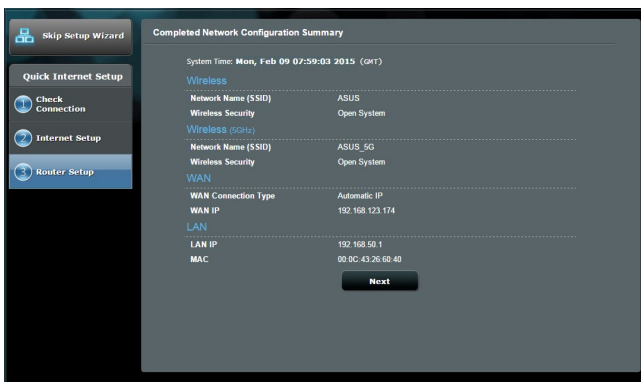 Skip Setup Wizard
Quick Internet Setup
1 Check
Connection
2 Internet Setup
3 Router Setup
Completed Network Configuration Summary
System Time: Mon, Feb 09 07:59:03 2015 (GMT)
Wireless
Network Name (SSID) ASUS
Wireless Security Open System
Wireless (5GHz)
Network Name (SSID) ASUS_5G
Wireless Security Open System
WAN
WAN Connection Type Automatic IP
WAN IP 192.168.123.174
LAN
LAN IP 192.168.50.1
MAC 00:0C:43:26:60:40
Next